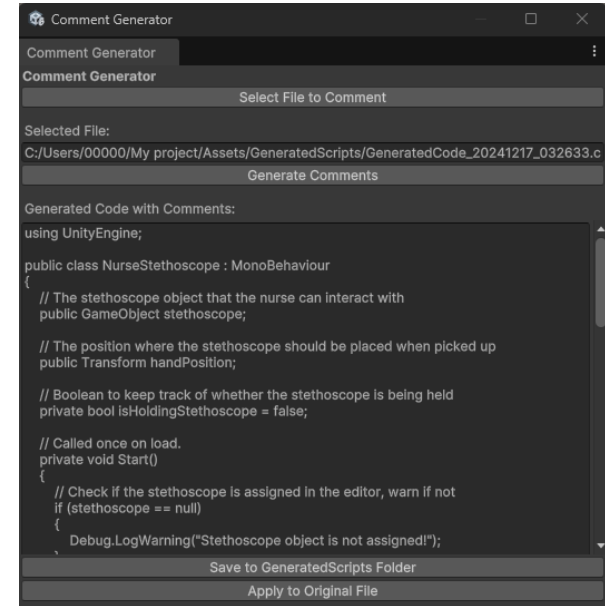 Comment Generator
Comment Generator
Comment Generator
Select File to Comment
Selected File:
C:/Users/00000/My project/Assets/GeneratedScripts/GeneratedCode_20241217_032633.c
Generate Comments
Generated Code with Comments:
using UnityEngine;
public class NurseStethoscope : MonoBehaviour
{
// The stethoscope object that the nurse can interact with
public GameObject stethoscope;
// The position where the stethoscope should be placed when picked up
public Transform handPosition;
// Boolean to keep track of whether the stethoscope is being held
private bool isHoldingStethoscope = false;
// Called once on load.
private void Start()
{
// Check if the stethoscope is assigned in the editor, warn if not
if (stethoscope == null)
{
Debug.LogWarning("Stethoscope object is not assigned!");
Save to GeneratedScripts Folder
Apply to Original File